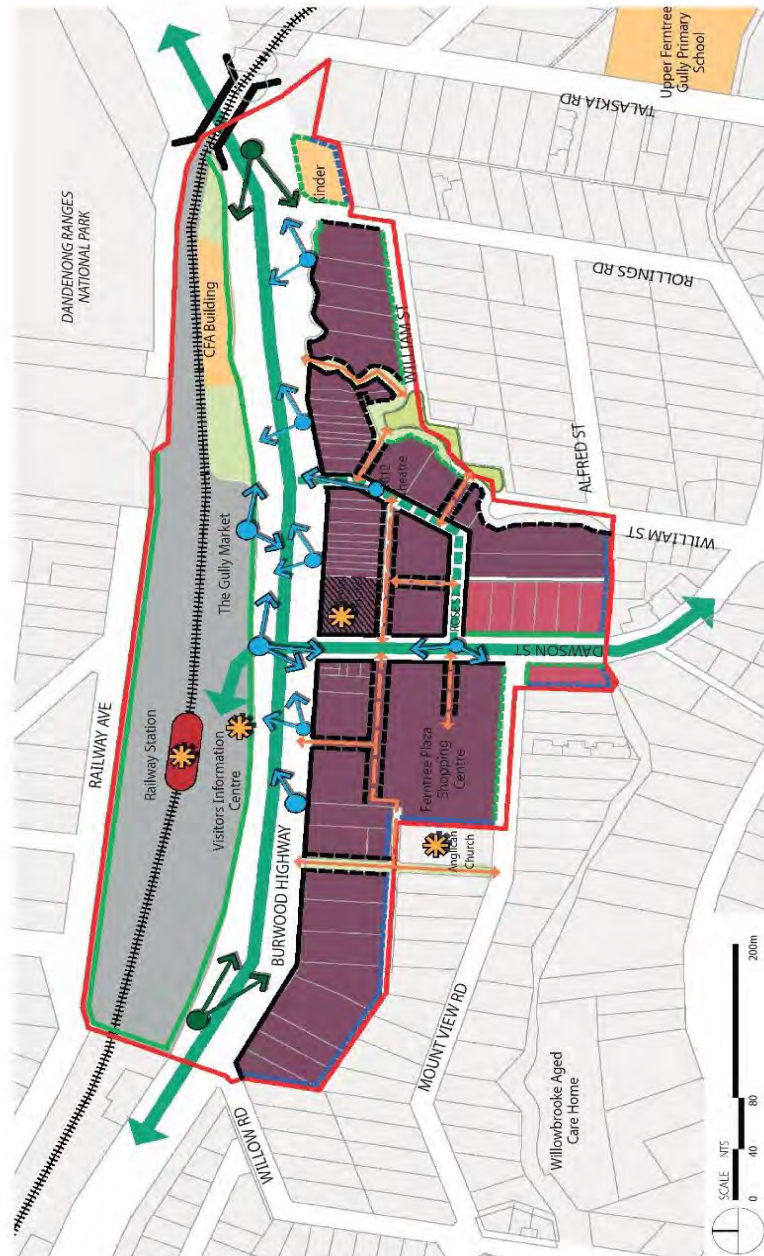 DANDENONG RANGES
NATIONAL PARK
Upper Ferntree
Gully Primary
School
TALASKIA RD
Kinder
CFA Building
ROLLINGS RD
WILLIAM ST
RAILWAY AVE
The Gully Market
heatre
ALFRED ST
WILLIAM ST
Railway Station
Visitors Information
Centre
ROSE S
DAWSON ST
BURWOOD HIGHWAY
Ferntree Plaza
Shopping
Centre
Anglican
Church
MOUNT VIEW RD
WILLOW RD
Willowbrooke Aged
Care Home
SCALE NTS
0 40 80 200m